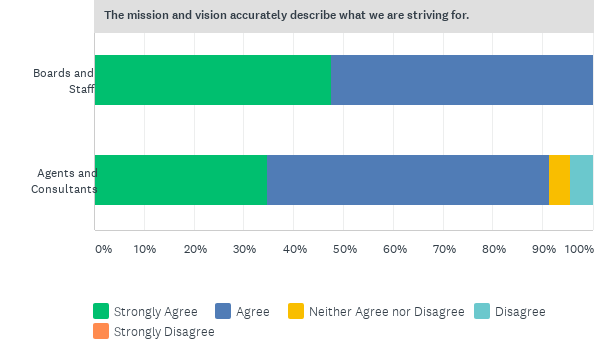 The mission and vision accurately describe what we are striving for.
Boards and
Staff
Agents and
Consultants
0% 10% 20% 30% 40% 50% 60% 70% 80% 90% 100%
Strongly Agree Agree Neither Agree nor Disagree Disagree
Strongly Disagree